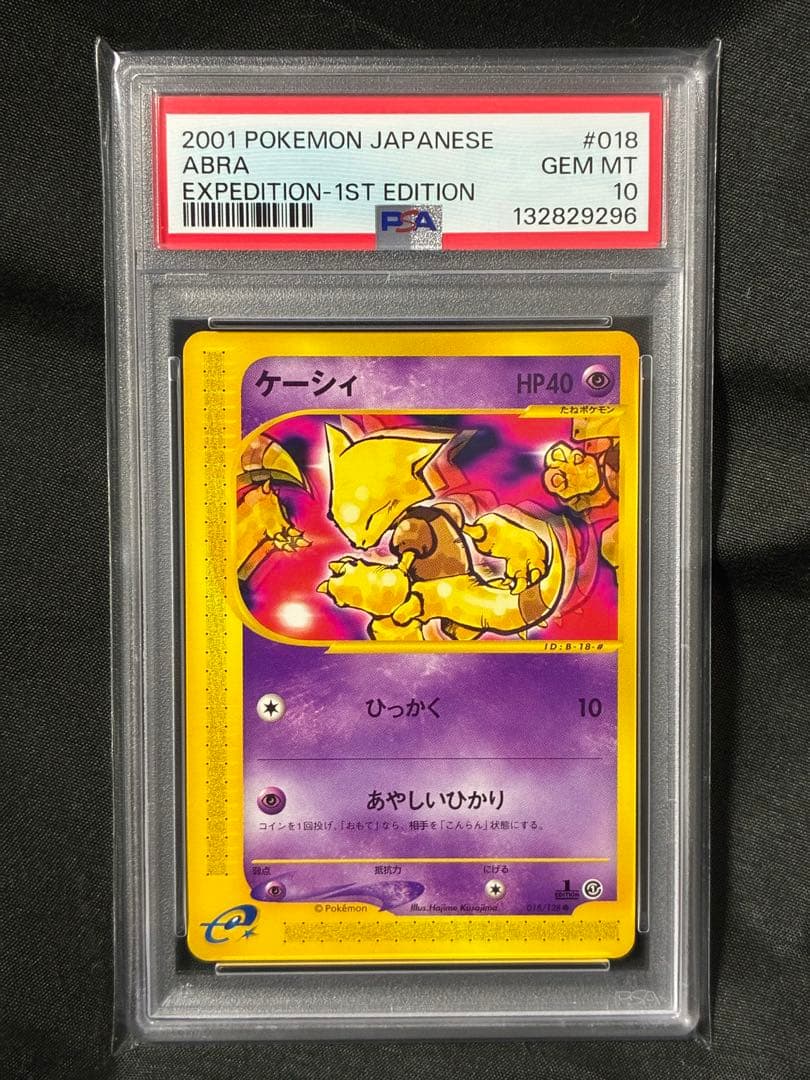 2001 POKEMON JAPANESE #018
ABRA GEM MT
EXPEDITION-1ST EDITION 10
PSA 132829296
ケーシィ HP40
たねポケモン
ID:B-18-#
ひっかく 10
あやしいひかり
コインを1回投げ、「おもて」なら、相手を「こんらん」状態にする。
弱点 抵抗力 にげる
1 EDITION
©Pokémon Illus.Hajime Kusajima 018/128●
e
PSA